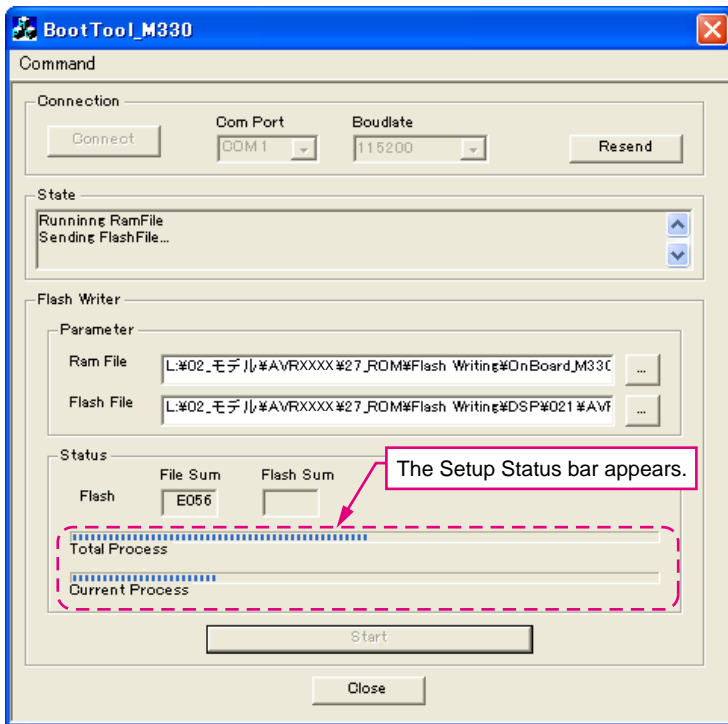 BootTool_M330
Command
Connection
Com Port Boudlate
Connect COM1 115200 Resend
State
Runninng RamFile
Sending FlashFile...
Flash Writer
Parameter
Ram File L:¥02_モデル¥AVRXXXX¥27_ROM¥Flash Writing¥OnBoard_M330 ...
Flash File L:¥02_モデル¥AVRXXXX¥27_ROM¥Flash Writing¥DSP¥021¥AVR ...
The Setup Status bar appears.
Status
File Sum Flash Sum
Flash E056
Total Process
Current Process
Start
Close